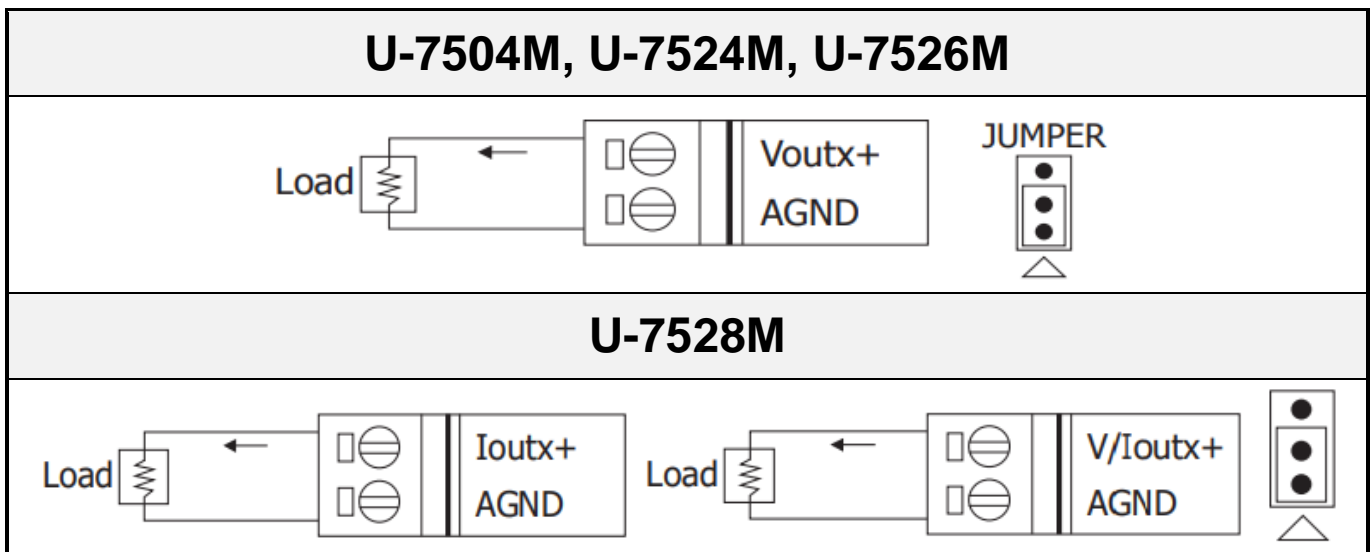 U-7504M, U-7524M, U-7526M
JUMPER
Voutx+
Load
AGND
U-7528M
Ioutx+
Load
AGND
V/Ioutx+
Load
AGND